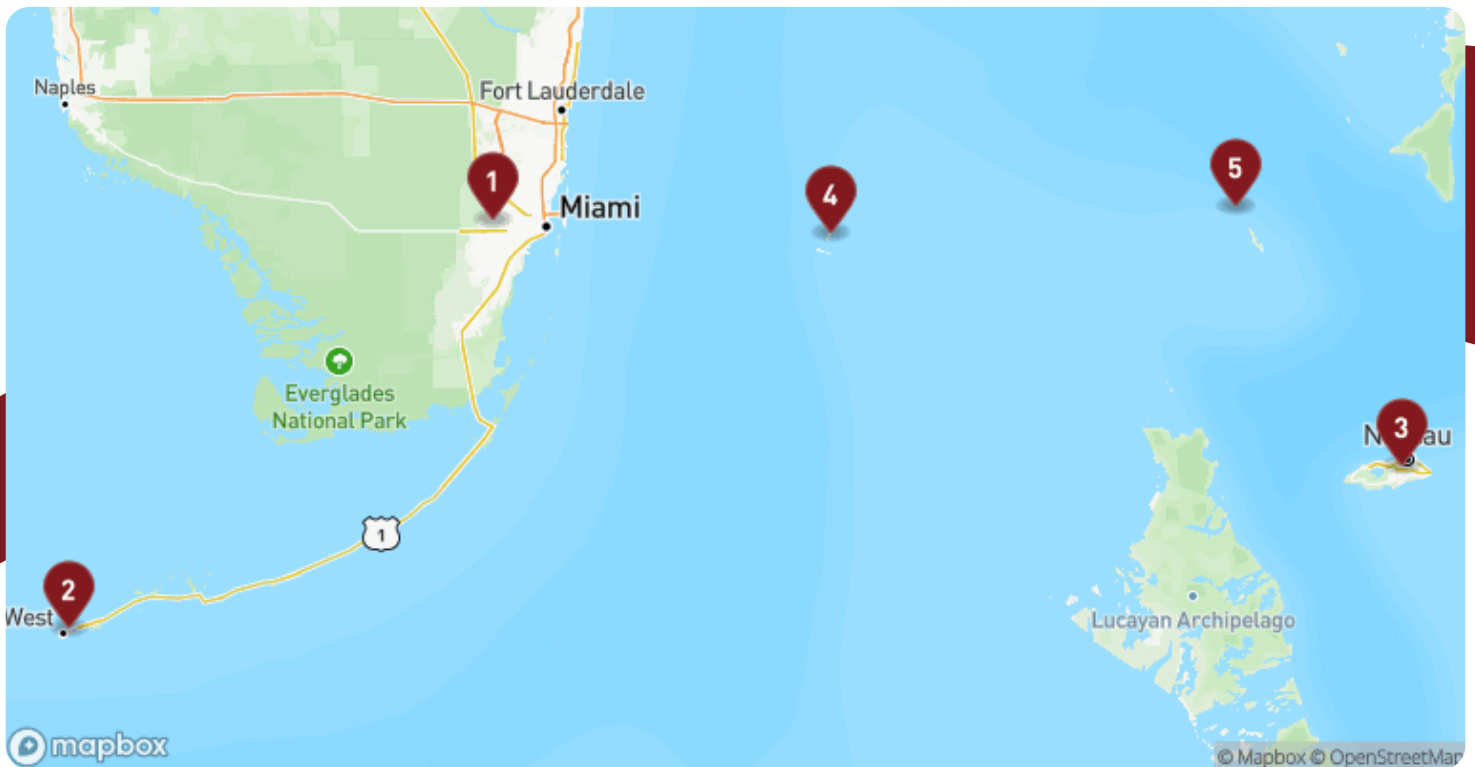 Naples
Fort Lauderdale
1
Miami
4
5
Everglades
National Park
3
1
2
West
Lucayan Archipelago
mapbox
© Mapbox © OpenStreetMap